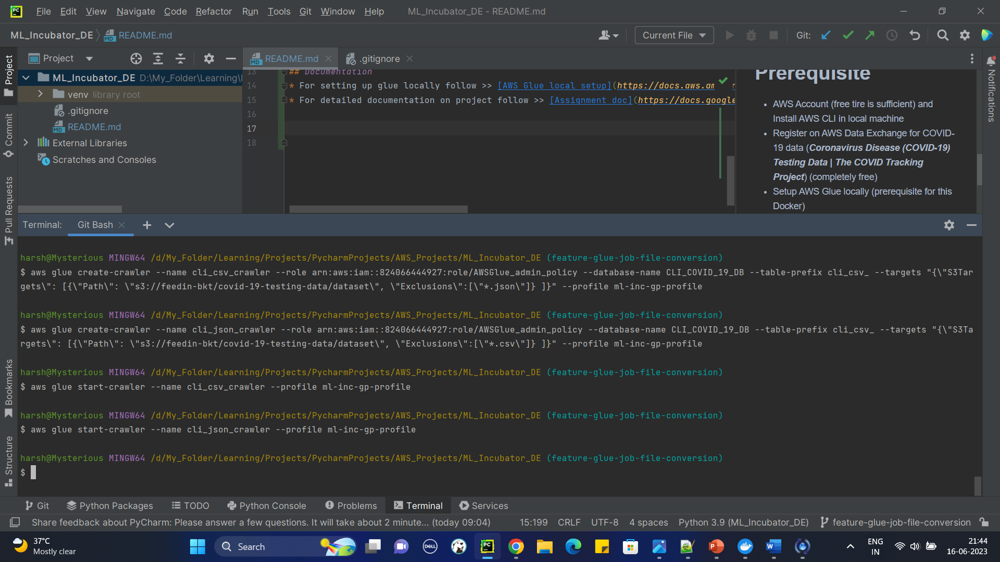 File Edit View Navigate Code Refactor Run Tools Git Window Help ML_Incubator_DE - README.md
ML_Incubator_DE README.md Current File Git:
Project README.md .gitignore
ML_Incubator_DE D:\My_Folder\Learning\
venv library root
.gitignore
README.md
External Libraries
Scratches and Consoles
Project
Commit
Pull Requests
Bookmarks
Structure
Notifications
13 ## Documentation
14 * For setting up glue locally follow >> [AWS Glue local setup](https://docs.aws.am
15 * For detailed documentation on project follow >> [Assignment doc](https://docs.google
16
17
18
Prerequisite
• AWS Account (free tire is sufficient) and
Install AWS CLI in local machine
• Register on AWS Data Exchange for COVID-
19 data (Coronavirus Disease (COVID-19)
Testing Data | The COVID Tracking
Project) (completely free)
• Setup AWS Glue locally (prerequisite for this
Docker)
Terminal: Git Bash
harsh@Mysterious MINGW64 /d/My_Folder/Learning/Projects/PycharmProjects/AWS_Projects/ML_Incubator_DE (feature-glue-job-file-conversion)
$ aws glue create-crawler --name cli_csv_crawler --role arn:aws:iam::824066444927:role/AWSGlue_admin_policy --database-name CLI_COVID_19_DB --table-prefix cli_csv_ --targets "{\"S3Tar
gets\": [{\"Path\": \"s3://feedin-bkt/covid-19-testing-data/dataset\", \"Exclusions\":[\"*.json\"]} ]}" --profile ml-inc-gp-profile
harsh@Mysterious MINGW64 /d/My_Folder/Learning/Projects/PycharmProjects/AWS_Projects/ML_Incubator_DE (feature-glue-job-file-conversion)
$ aws glue create-crawler --name cli_json_crawler --role arn:aws:iam::824066444927:role/AWSGlue_admin_policy --database-name CLI_COVID_19_DB --table-prefix cli_csv_ --targets "{\"S3Ta
rgets\": [{\"Path\": \"s3://feedin-bkt/covid-19-testing-data/dataset\", \"Exclusions\":[\"*.csv\"]} ]}" --profile ml-inc-gp-profile
harsh@Mysterious MINGW64 /d/My_Folder/Learning/Projects/PycharmProjects/AWS_Projects/ML_Incubator_DE (feature-glue-job-file-conversion)
$ aws glue start-crawler --name cli_csv_crawler --profile ml-inc-gp-profile
harsh@Mysterious MINGW64 /d/My_Folder/Learning/Projects/PycharmProjects/AWS_Projects/ML_Incubator_DE (feature-glue-job-file-conversion)
$ aws glue start-crawler --name cli_json_crawler --profile ml-inc-gp-profile
harsh@Mysterious MINGW64 /d/My_Folder/Learning/Projects/PycharmProjects/AWS_Projects/ML_Incubator_DE (feature-glue-job-file-conversion)
$
Git Python Packages TODO Python Console Problems Terminal Services
Share feedback about PyCharm: Please answer a few questions. It will take about 2 minute... (today 09:04) 15:199 CRLF UTF-8 4 spaces Python 3.9 (ML_Incubator_DE) feature-glue-job-file-conversion
37°C
Mostly clear
Search
ENG
IN
21:44
16-06-2023